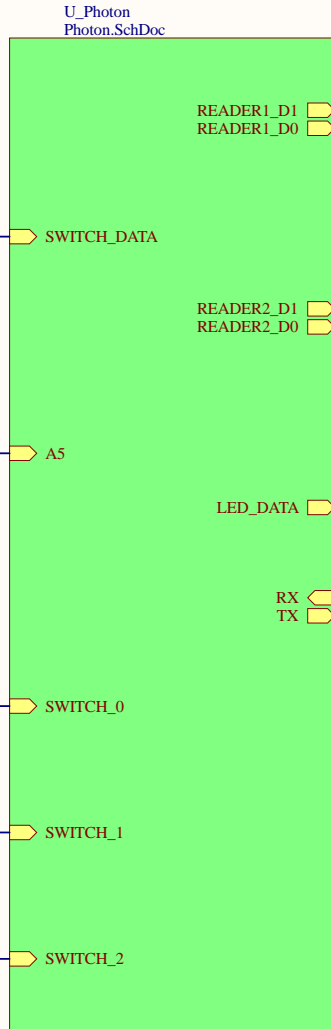 U_Photon
Photon.SchDoc
READER1_D1
READER1_D0
SWITCH_DATA
READER2_D1
READER2_D0
A5
LED_DATA
RX
TX
SWITCH_0
SWITCH_1
SWITCH_2